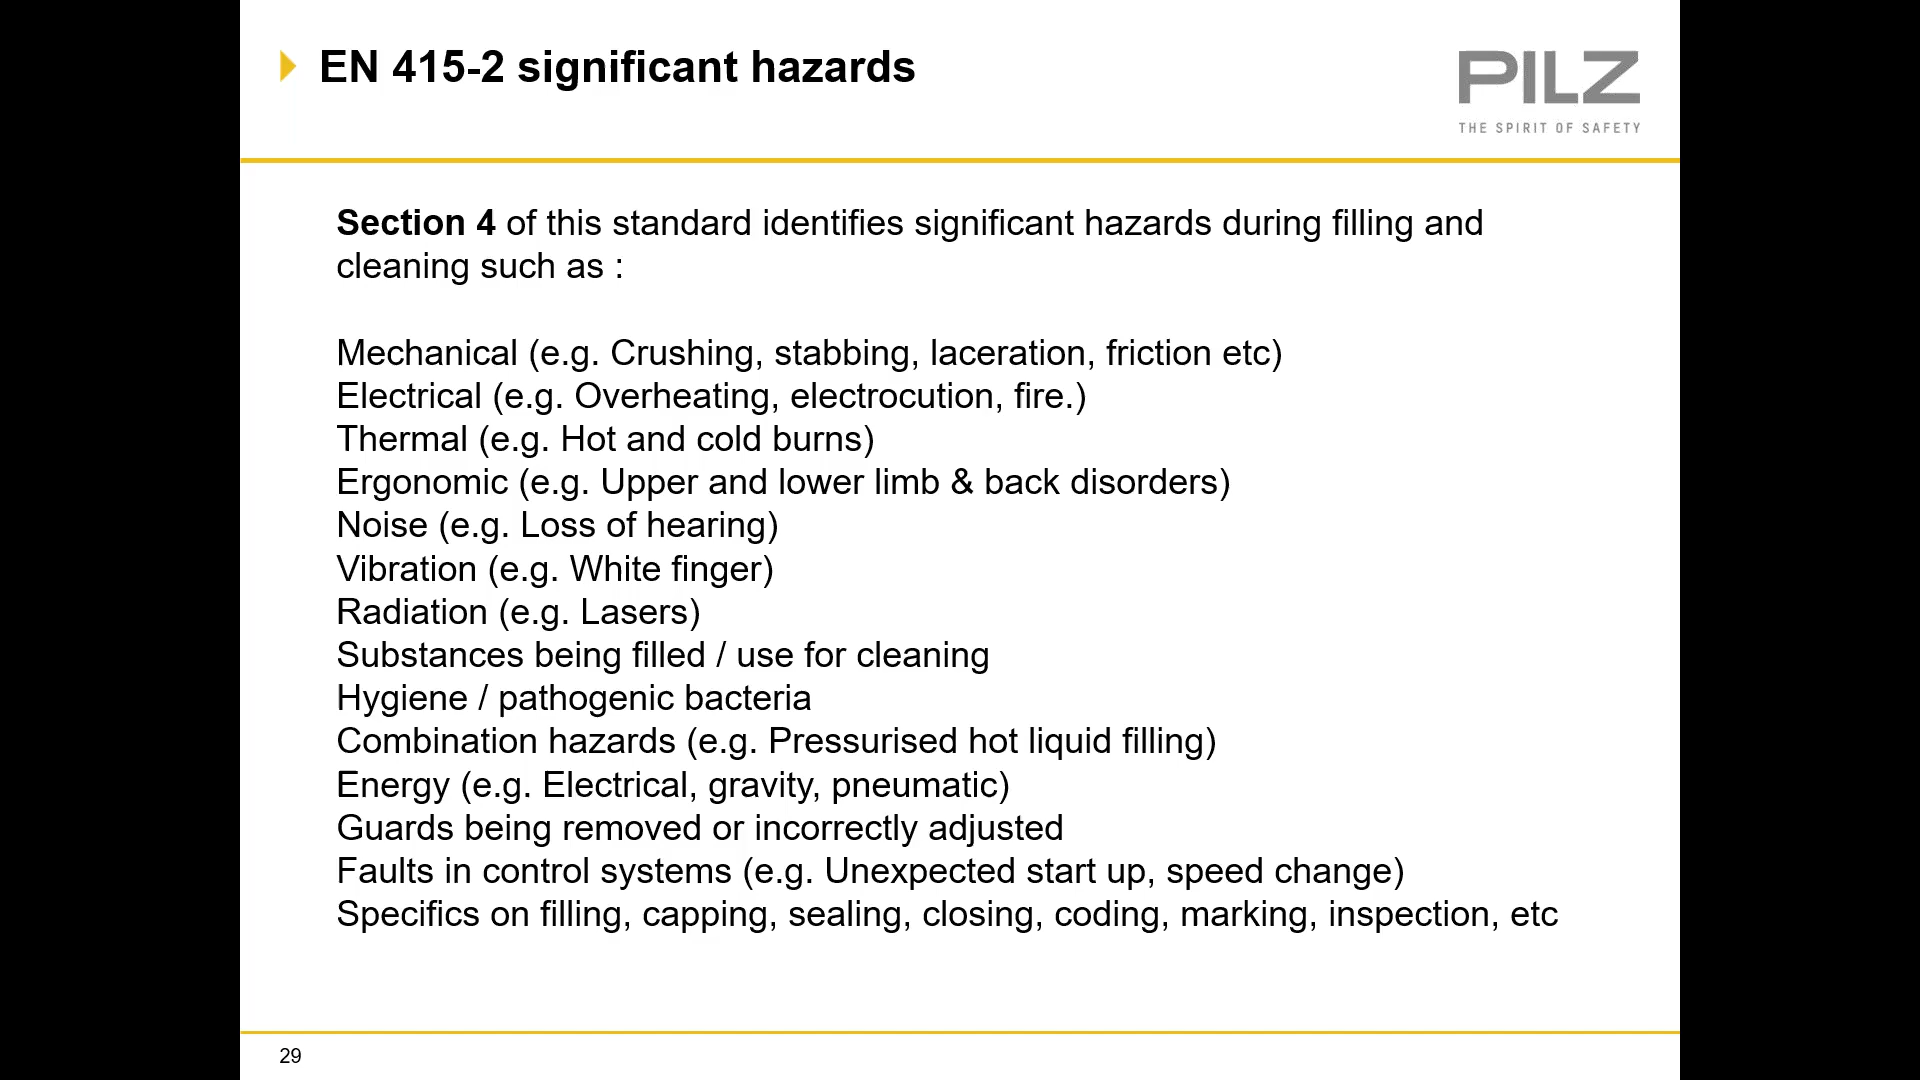 EN 415-2 significant hazards
PILZ
THE SPIRIT OF SAFETY
Section 4 of this standard identifies significant hazards during filling and
cleaning such as :
Mechanical (e.g. Crushing, stabbing, laceration, friction etc)
Electrical (e.g. Overheating, electrocution, fire.)
Thermal (e.g. Hot and cold burns)
Ergonomic (e.g. Upper and lower limb & back disorders)
Noise (e.g. Loss of hearing)
Vibration (e.g. White finger)
Radiation (e.g. Lasers)
Substances being filled / use for cleaning
Hygiene / pathogenic bacteria
Combination hazards (e.g. Pressurised hot liquid filling)
Energy (e.g. Electrical, gravity, pneumatic)
Guards being removed or incorrectly adjusted
Faults in control systems (e.g. Unexpected start up, speed change)
Specifics on filling, capping, sealing, closing, coding, marking, inspection, etc
29